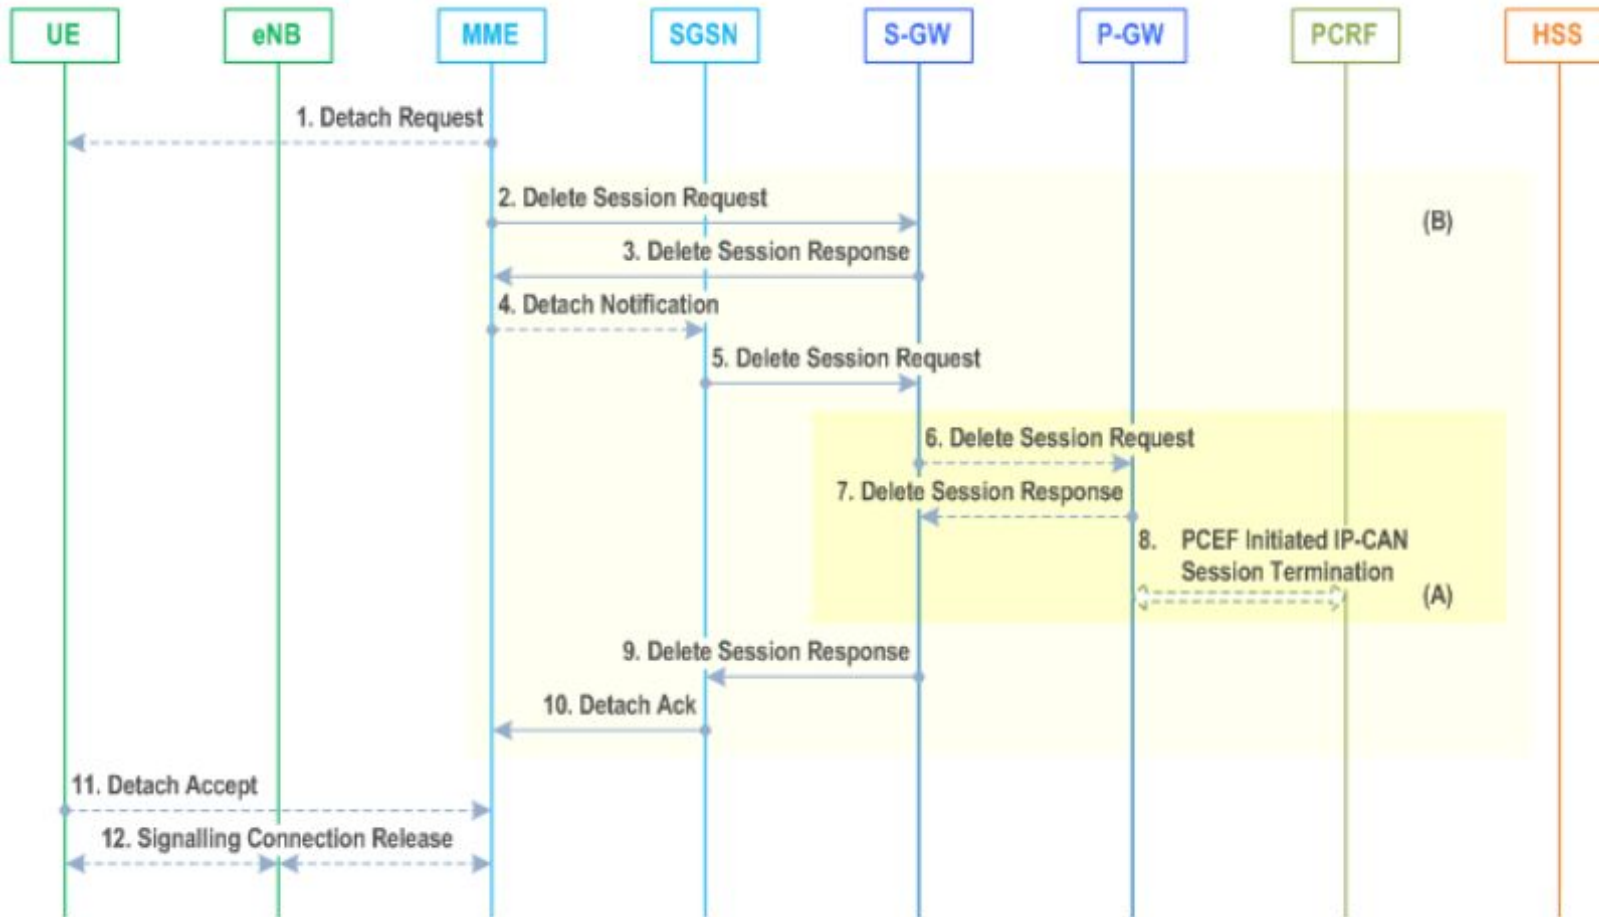 UE
eNB
MME
SGSN
S-GW
P-GW
PCRF
HSS
1. Detach Request
2. Delete Session Request
(B)
3. Delete Session Response
4. Detach Notification
5. Delete Session Request
6. Delete Session Request
7. Delete Session Response
8. PCEF Initiated IP-CAN
Session Termination
(A)
9. Delete Session Response
10. Detach Ack
11. Detach Accept
12. Signalling Connection Release